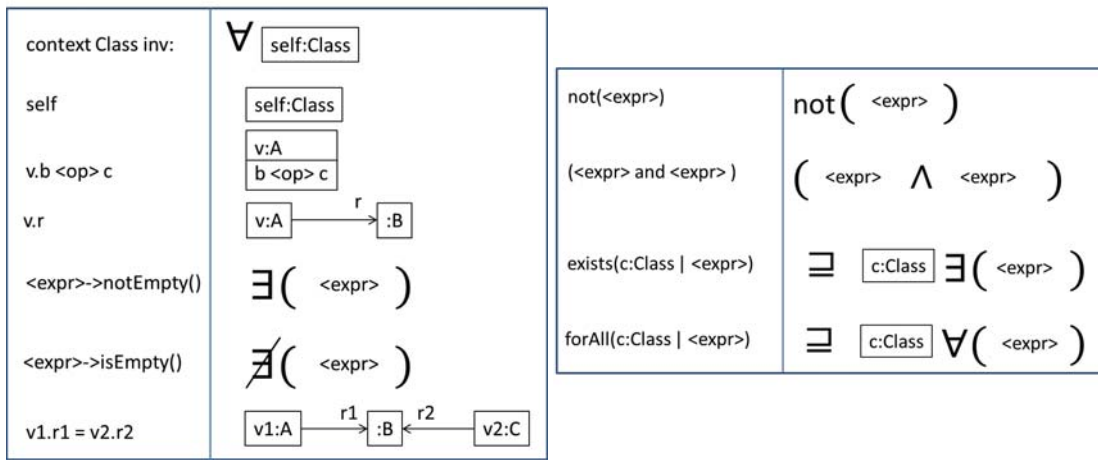 context Class inv:
∀ self:Class
self
self:Class
v.b <op> c
v:A
b <op> c
v.r
v:A r :B
<expr>->notEmpty()
∃( <expr> )
<expr>->isEmpty()
∄( <expr> )
v1.r1 = v2.r2
v1:A r1 :B r2 v2:C
not(<expr>)
not( <expr> )
(<expr> and <expr> )
( <expr> ∧ <expr> )
exists(c:Class | <expr>)
⊒ c:Class ∃( <expr> )
forAll(c:Class | <expr>)
⊒ c:Class ∀( <expr> )